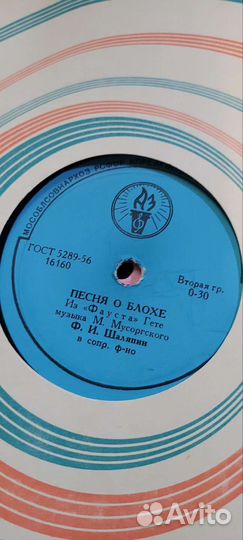 МОСОБЛСОВНАРХОЗ РСФСР
АЗ
ГОСТ 5289-56
16160
Вторая гр.
0-30
ПЕСНЯ О БЛОХЕ
Из «Фауста» Гете
музыка М. Мусоргского
Ф. И. Шаляпин
в сопр. ф-но
Avito